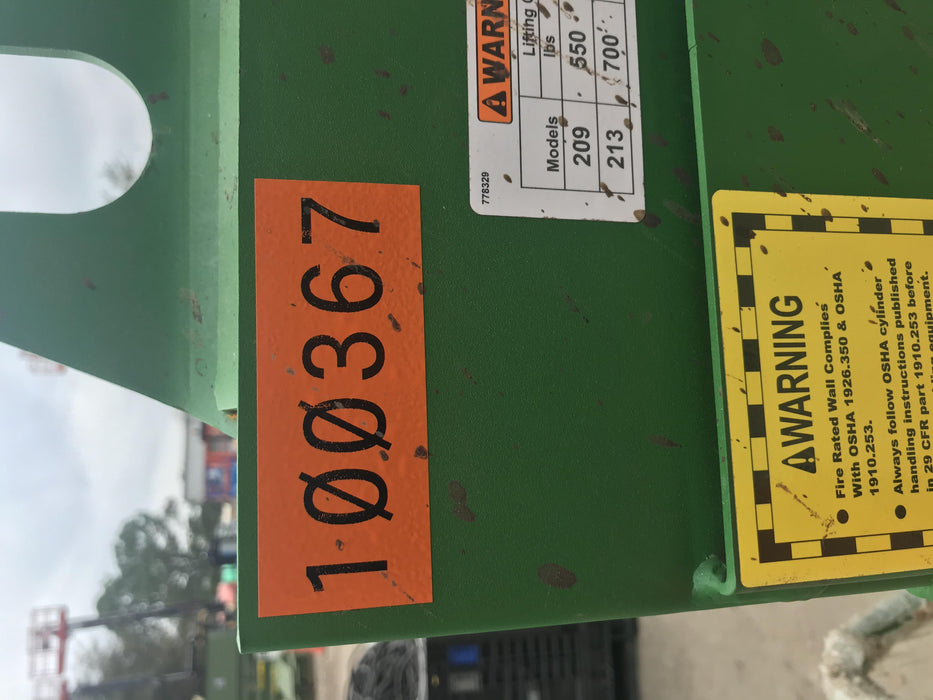 ⚠WARN
Lifting
lbs
Models
209 550
213 700
778329
1ØØ367
⚠WARNING
● Fire Rated Wall Complies
With OSHA 1926.350 & OSHA
1910.253.
● Always follow OSHA cylinder
handling instructions published
in 29 CFR part 1910.253 before
equipment.